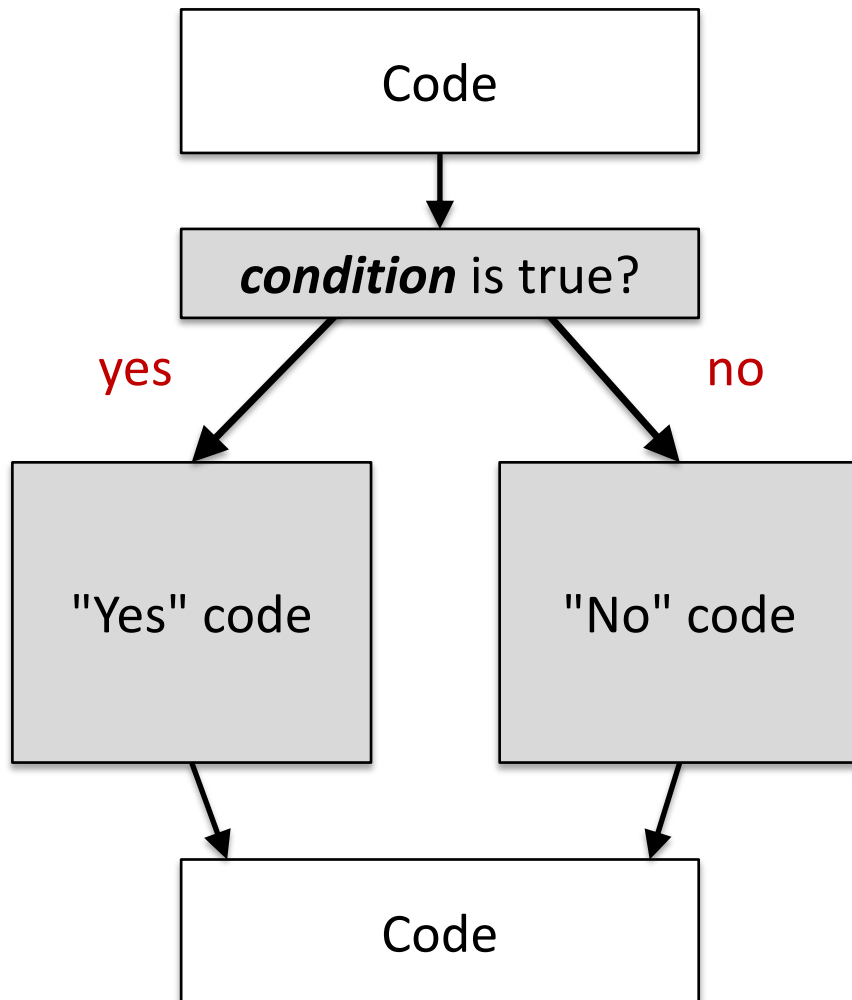 Code
condition is true?
yes
no
"Yes" code
"No" code
Code